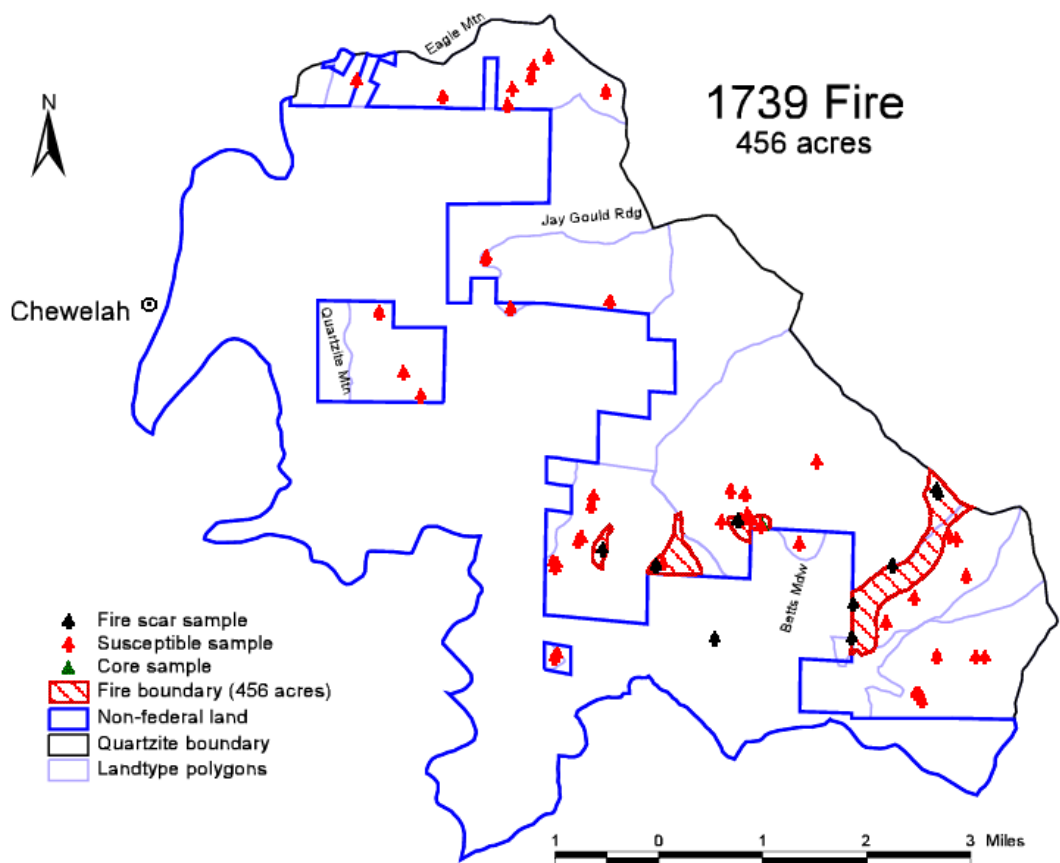 Eagle Mtn
N
1739 Fire
456 acres
Jay Gould Rdg
Chewelah
Quartzite Mtn
Betts Mdw
Fire scar sample
Susceptible sample
Core sample
Fire boundary (456 acres)
Non-federal land
Quartzite boundary
Landtype polygons
1 0 1 2 3 Miles